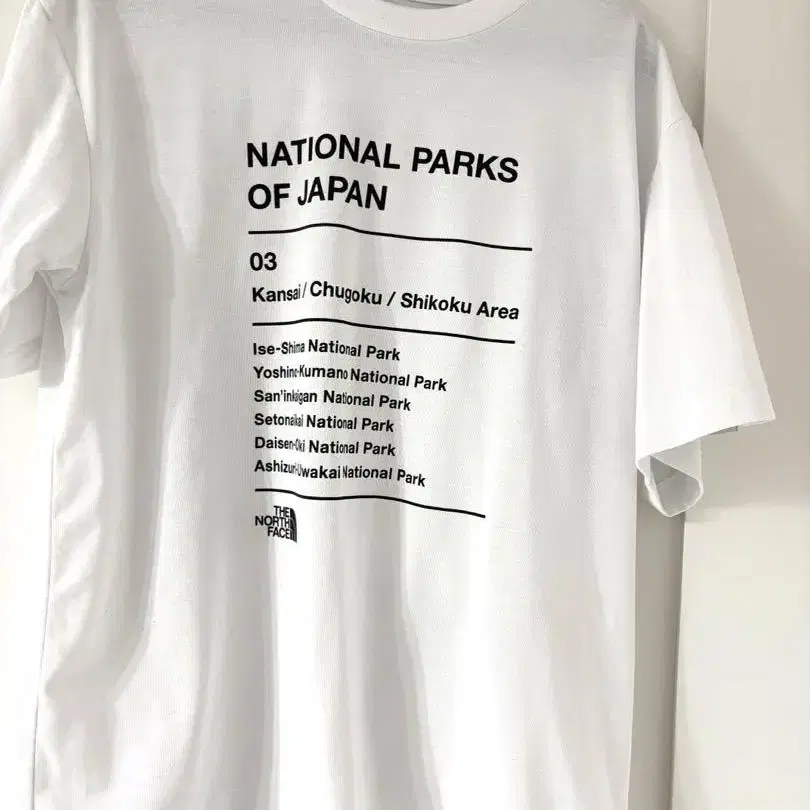 NATIONAL PARKS
OF JAPAN
03
Kansai / Chugoku / Shikoku Area
Ise-Shima National Park
Yoshino-Kumano National Park
San'inkaigan National Park
Setonaikai National Park
Daisen-Oki National Park
Ashizuri-Uwakai National Park
THE
NORTH
FACE